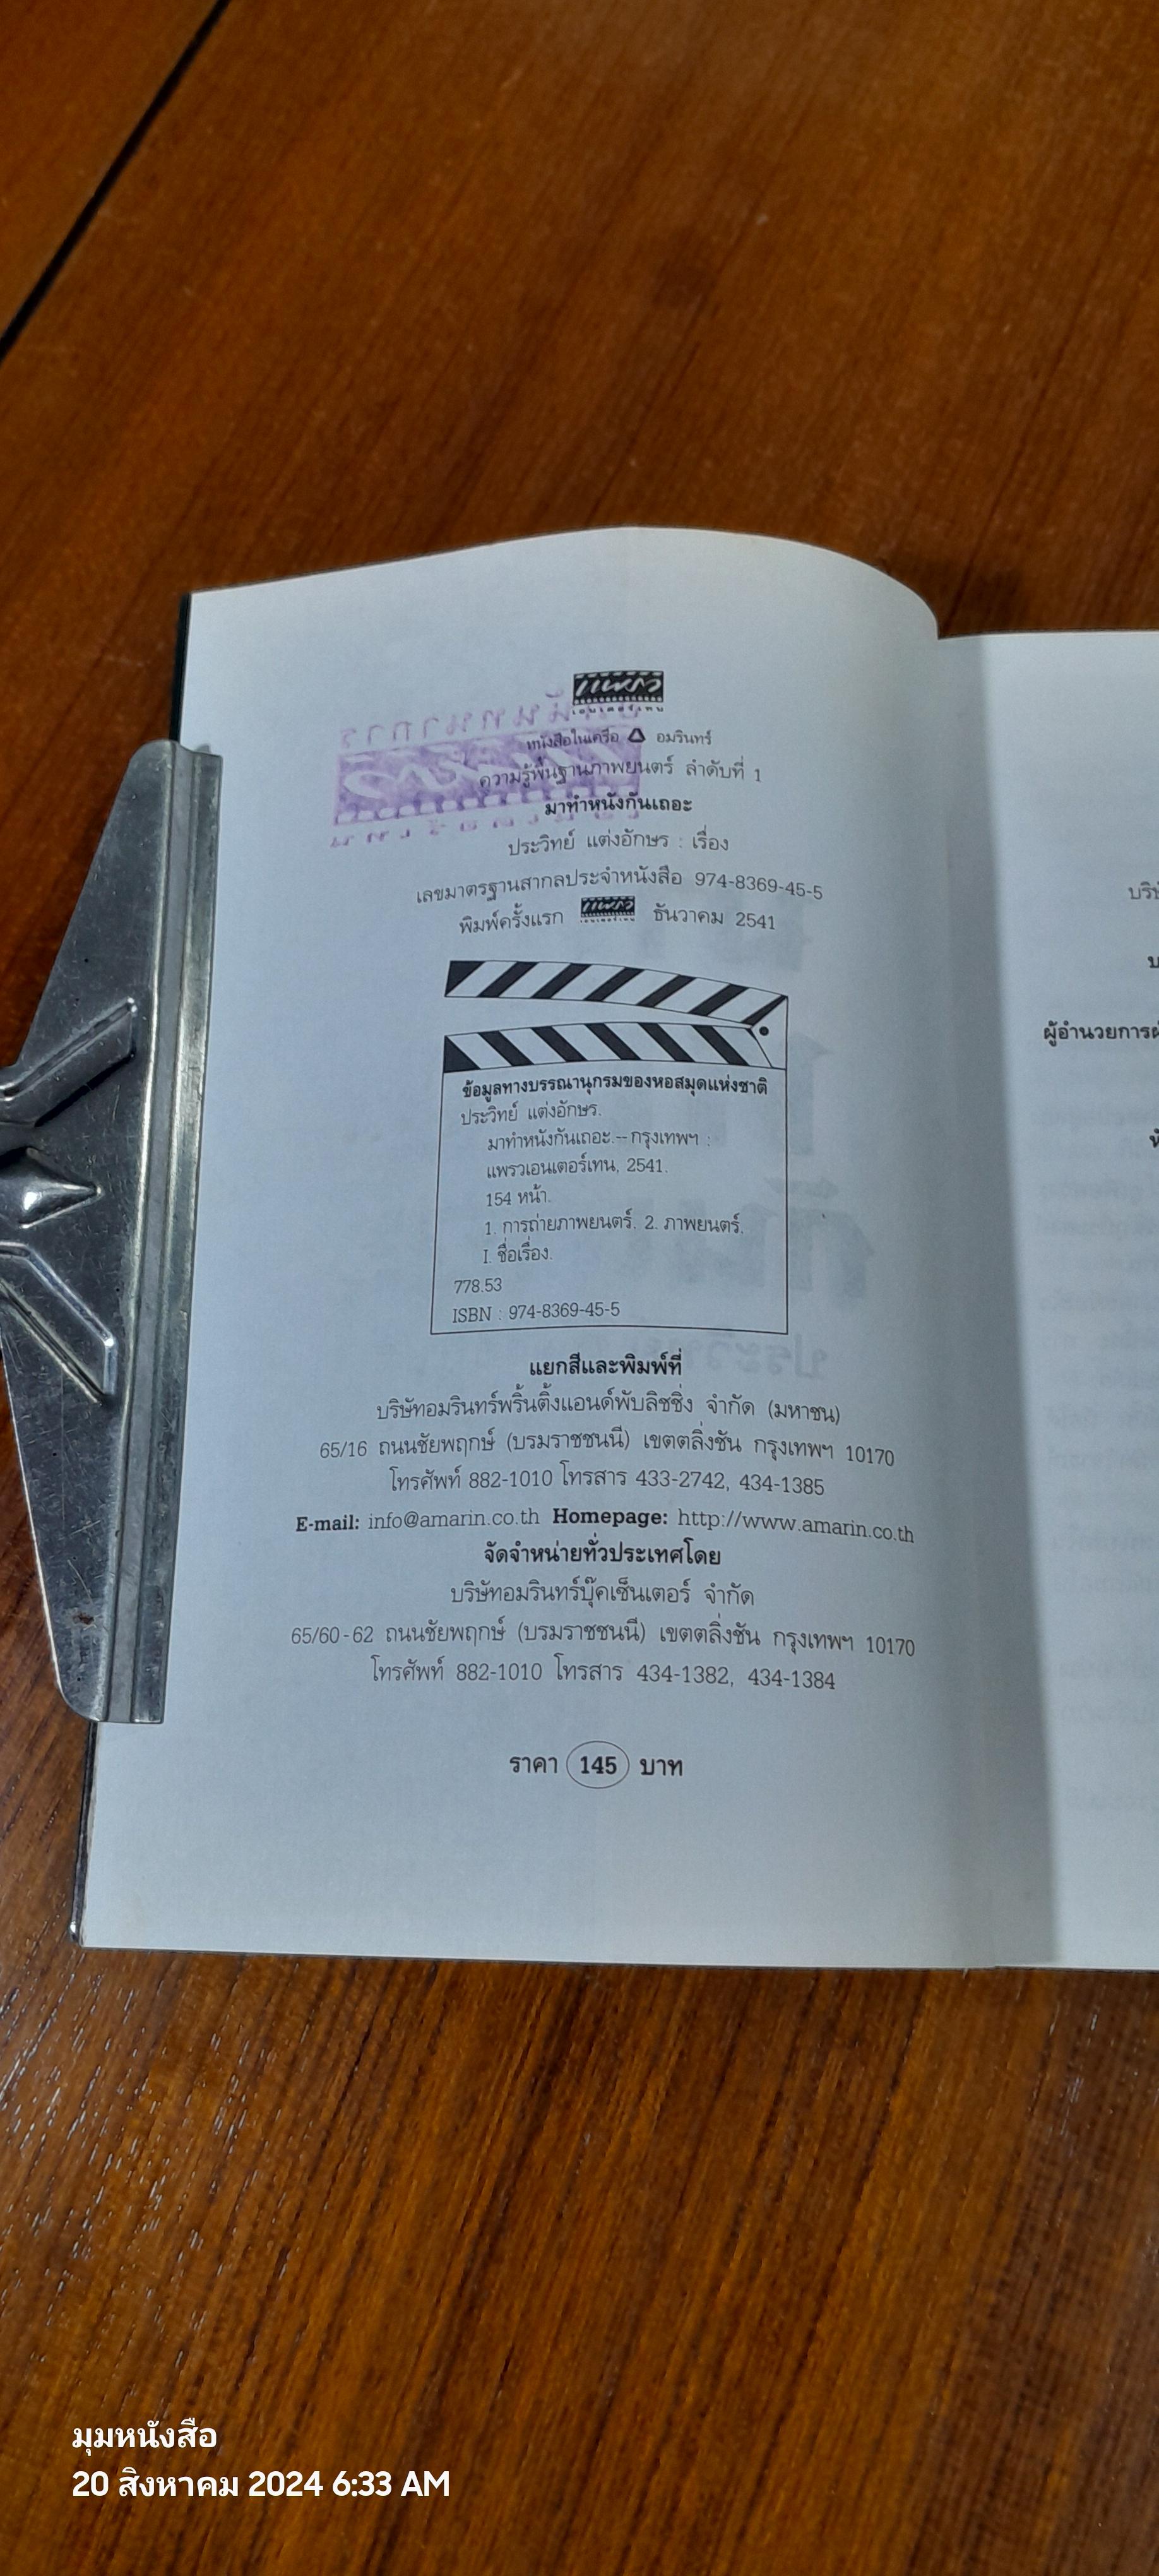 แพรว
เอนเตอร์เทน
หนังสือในเครือ อมรินทร์
ความรู้พื้นฐานภาพยนตร์ ลำดับที่ 1
มาทำหนังกันเถอะ
ประวิทย์ แต่งอักษร : เรื่อง
เลขมาตรฐานสากลประจำหนังสือ 974-8369-45-5
พิมพ์ครั้งแรก แพรว เอนเตอร์เทน ธันวาคม 2541
ข้อมูลทางบรรณานุกรมของหอสมุดแห่งชาติ
ประวิทย์ แต่งอักษร.
มาทำหนังกันเถอะ.-- กรุงเทพฯ :
แพรวเอนเตอร์เทน, 2541.
154 หน้า.
1. การถ่ายภาพยนตร์. 2. ภาพยนตร์.
I. ชื่อเรื่อง.
778.53
ISBN : 974-8369-45-5
แยกสีและพิมพ์ที่
บริษัทอมรินทร์พริ้นติ้งแอนด์พับลิชชิ่ง จำกัด (มหาชน)
65/16 ถนนชัยพฤกษ์ (บรมราชชนนี) เขตตลิ่งชัน กรุงเทพฯ 10170
โทรศัพท์ 882-1010 โทรสาร 433-2742, 434-1385
E-mail: info@amarin.co.th Homepage: http://www.amarin.co.th
จัดจำหน่ายทั่วประเทศโดย
บริษัทอมรินทร์บุ๊คเซ็นเตอร์ จำกัด
65/60-62 ถนนชัยพฤกษ์ (บรมราชชนนี) เขตตลิ่งชัน กรุงเทพฯ 10170
โทรศัพท์ 882-1010 โทรสาร 434-1382, 434-1384
ราคา 145 บาท
ผู้อำนวยการ
มุมหนังสือ
20 สิงหาคม 2024 6:33 AM